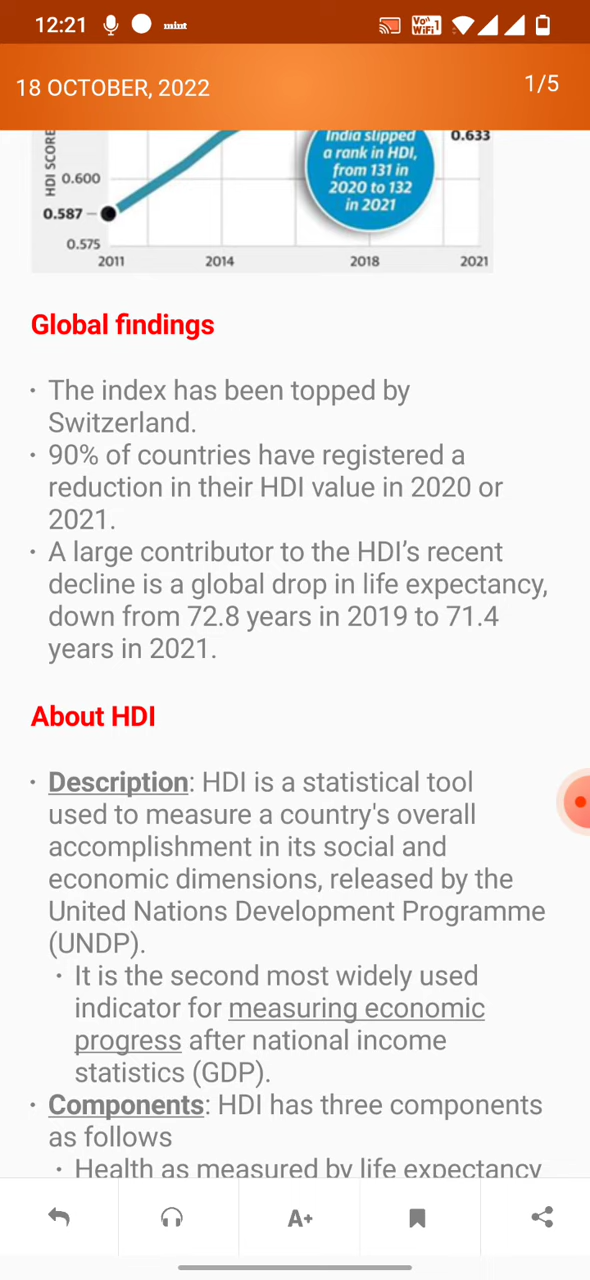 12:21 mint Vo WiFi 1
18 OCTOBER, 2022 1/5
India slipped
a rank in HDI,
from 131 in
2020 to 132
in 2021
0.633
HDI SCORE
0.600
0.587
0.575
2011 2014 2018 2021
Global findings
· The index has been topped by
Switzerland.
· 90% of countries have registered a
reduction in their HDI value in 2020 or
2021.
· A large contributor to the HDI’s recent
decline is a global drop in life expectancy,
down from 72.8 years in 2019 to 71.4
years in 2021.
About HDI
· Description: HDI is a statistical tool
used to measure a country's overall
accomplishment in its social and
economic dimensions, released by the
United Nations Development Programme
(UNDP).
· It is the second most widely used
indicator for measuring economic
progress after national income
statistics (GDP).
· Components: HDI has three components
as follows
· Health as measured by life expectancy
A+